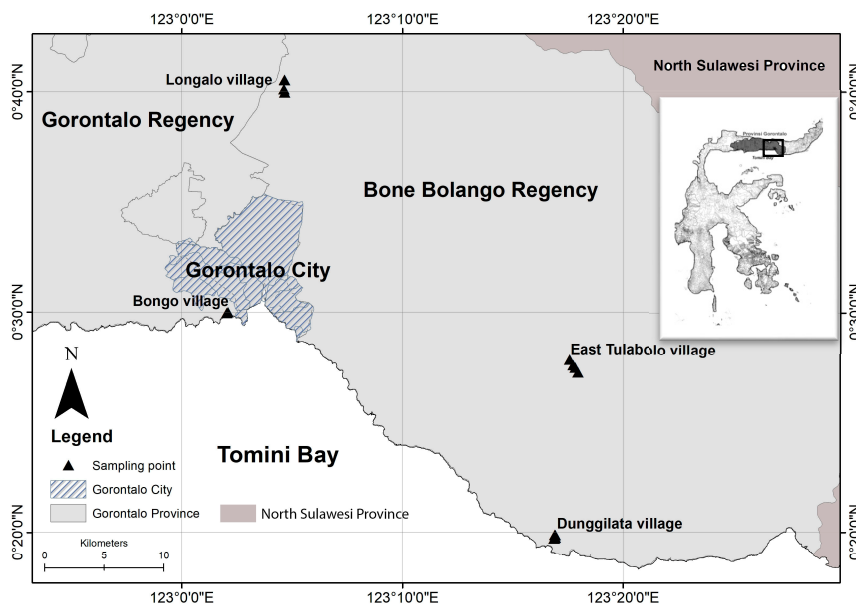 123°0'0"E
123°10'0"E
123°20'0"E
North Sulawesi Province
Longalo village
0°40'0"N
0°40'0"N
Gorontalo Regency
Provinsi Gorontalo
Bone Bolango Regency
Gorontalo City
Bongo village
0°30'0"N
0°30'0"N
East Tulabolo village
N
Legend
Sampling point
Tomini Bay
Gorontalo City
Gorontalo Province
North Sulawesi Province
Dunggilata village
Kilometers
0 5 10
0°20'0"N
0°20'0"N
123°0'0"E
123°10'0"E
123°20'0"E